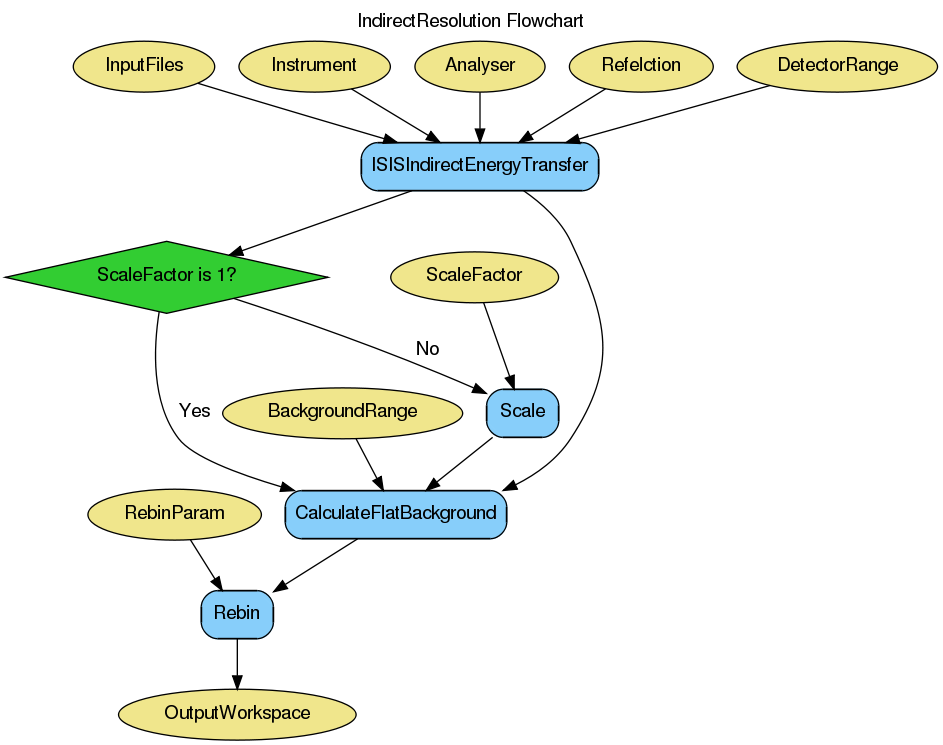 IndirectResolution Flowchart
InputFiles
Instrument
Analyser
Refelction
DetectorRange
ISISIndirectEnergyTransfer
ScaleFactor is 1?
ScaleFactor
No
Yes
BackgroundRange
Scale
RebinParam
CalculateFlatBackground
Rebin
OutputWorkspace